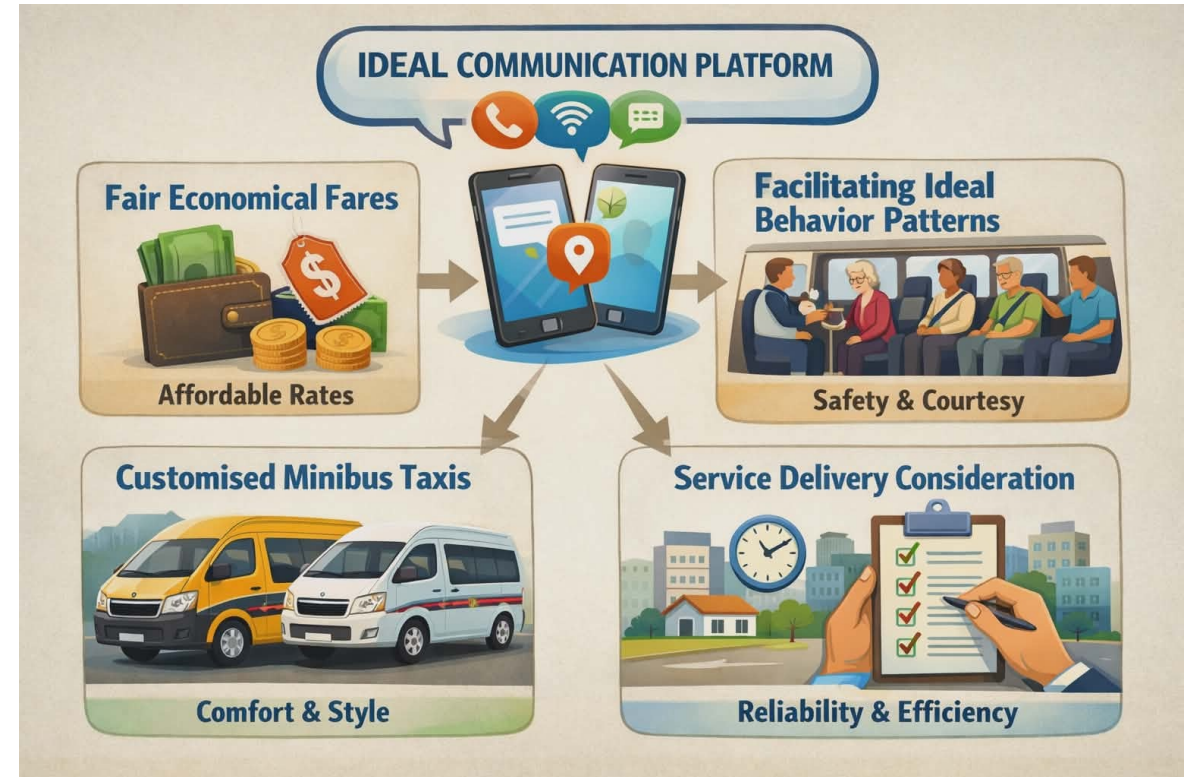 IDEAL COMMUNICATION PLATFORM
Fair Economical Fares
$
$
Affordable Rates
Facilitating Ideal
Behavior Patterns
Safety & Courtesy
Customised Minibus Taxis
Comfort & Style
Service Delivery Consideration
Reliability & Efficiency